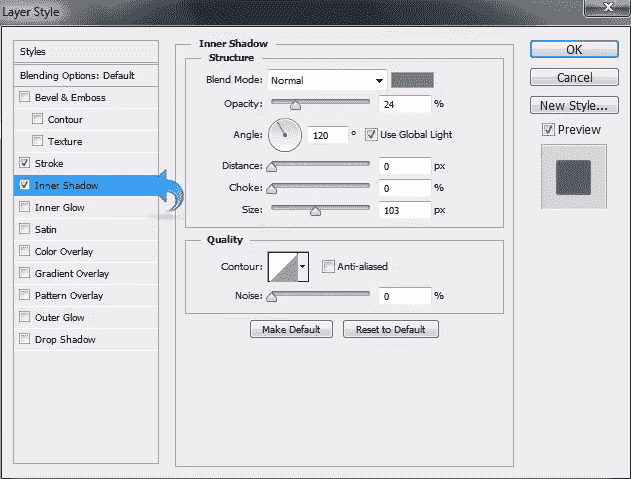 Layer Style
Styles
Blending Options: Default
Bevel & Emboss
Contour
Texture
Stroke
Inner Shadow
Inner Glow
Satin
Color Overlay
Gradient Overlay
Pattern Overlay
Outer Glow
Drop Shadow
Inner Shadow
Structure
Blend Mode: Normal
Opacity: 24 %
Angle: 120 ° Use Global Light
Distance: 0 px
Choke: 0 %
Size: 103 px
Quality
Contour: Anti-aliased
Noise: 0 %
Make Default Reset to Default
OK
Cancel
New Style...
Preview